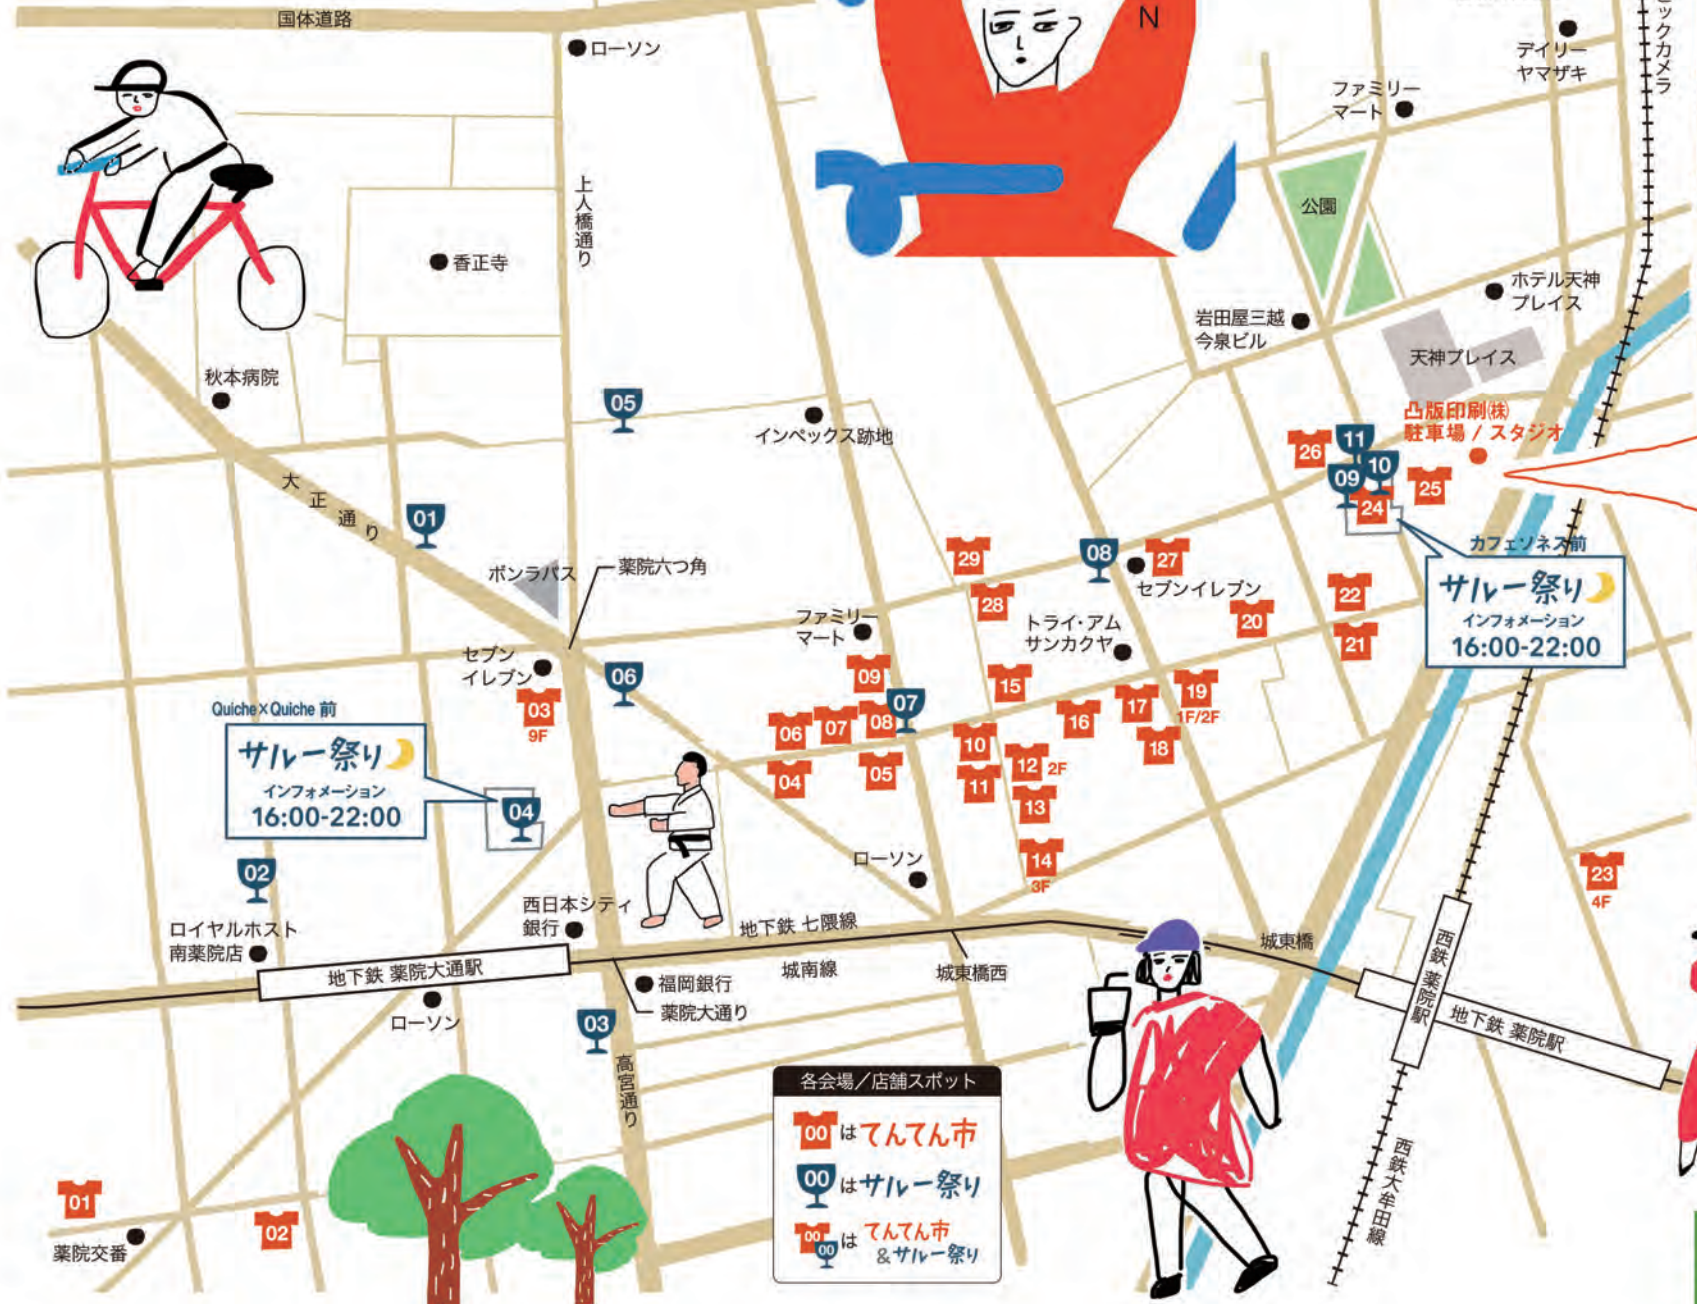 国体道路
ローソン
N
デイリー
ヤマザキ
ックカメラ
ファミリー
マート
上人橋通り
公園
香正寺
ホテル天神
プレイス
岩田屋三越
今泉ビル
天神プレイス
秋本病院
05
インペックス跡地
凸版印刷㈱
駐車場 / スタジオ
26
11
10
09
25
24
大正通り
01
カフェソネス前
サルー祭り
インフォメーション
16:00-22:00
ボンラパス
薬院六つ角
29
08
27
セブンイレブン
28
22
20
21
ファミリー
マート
トライ・アム
サンカクヤ
セブン
イレブン
06
03
9F
09
15
19
1F/2F
17
16
18
06
07
08
07
04
05
10
11
12
2F
13
14
3F
Quiche×Quiche 前
サルー祭り
インフォメーション
16:00-22:00
04
02
ロイヤルホスト
南薬院店
西日本シティ
銀行
ローソン
23
4F
地下鉄 七隈線
城南線
城東橋西
城東橋
地下鉄 薬院大通駅
福岡銀行
薬院大通り
ローソン
03
高宮通り
西鉄 薬院駅
地下鉄 薬院駅
西鉄大牟田線
各会場/店舗スポット
00 は てんてん市
00 はサルー祭り
00 00 は てんてん市
&サルー祭り
01
02
薬院交番